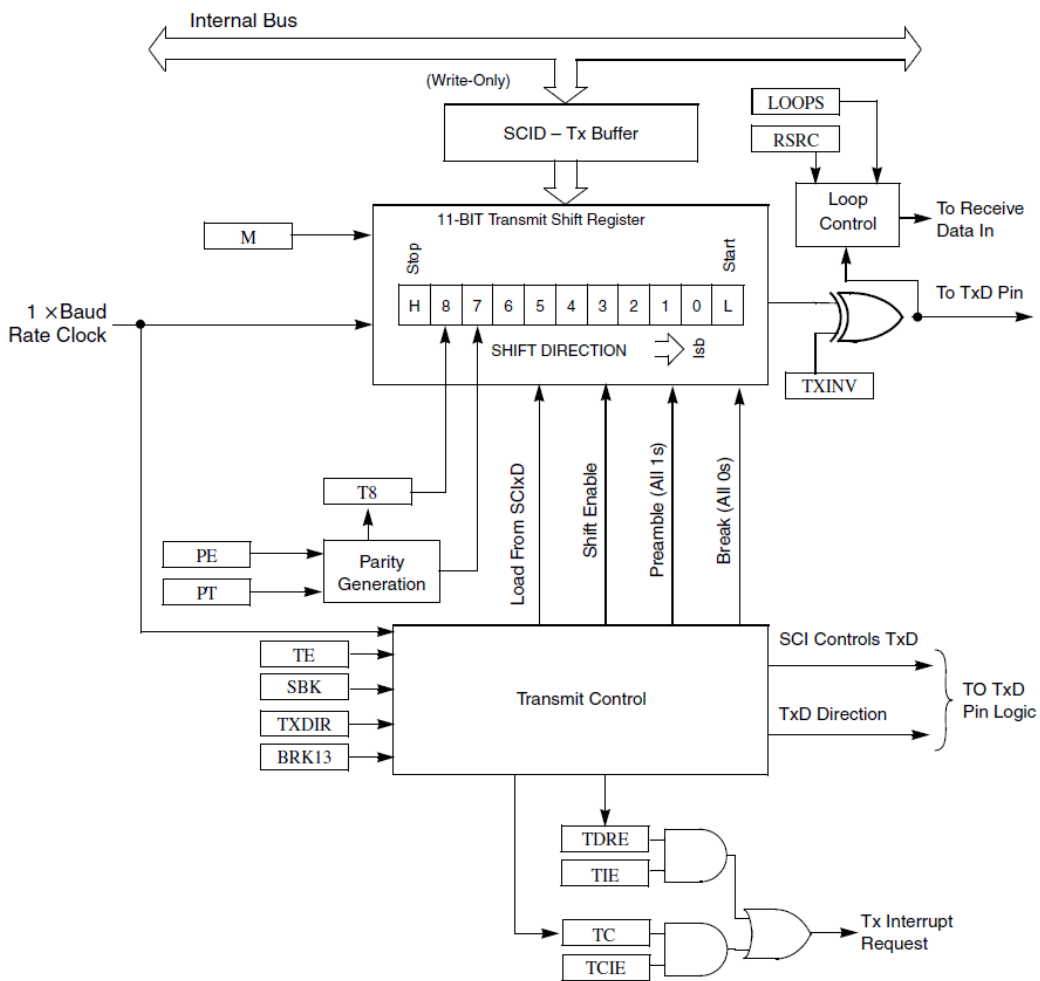 Internal Bus
(Write-Only)
LOOPS
SCID – Tx Buffer
RSRC
11-BIT Transmit Shift Register
Loop
Control
To Receive
Data In
M
Stop
Start
H 8 7 6 5 4 3 2 1 0 L
To TxD Pin
1 ×Baud
Rate Clock
SHIFT DIRECTION
lsb
TXINV
T8
Load From SCIxD
Shift Enable
Preamble (All 1s)
Break (All 0s)
PE
Parity
Generation
PT
SCI Controls TxD
TE
SBK
Transmit Control
TO TxD
Pin Logic
TXDIR
TxD Direction
BRK13
TDRE
TIE
TC
Tx Interrupt
Request
TCIE